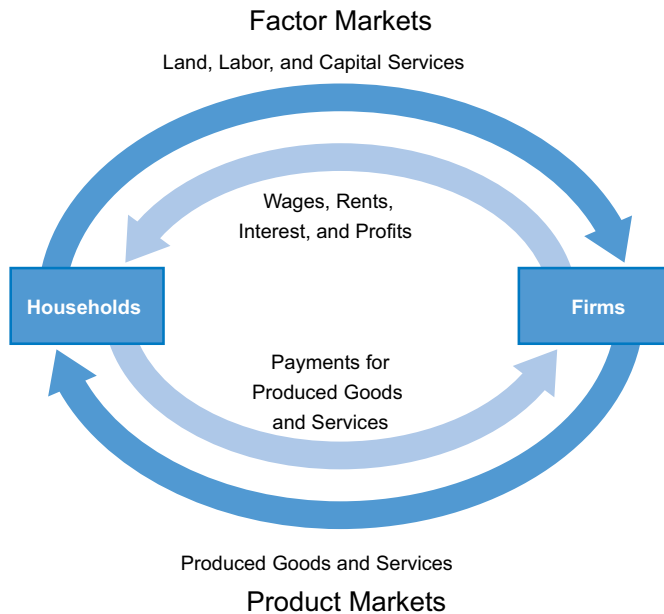 Factor Markets
Land, Labor, and Capital Services
Wages, Rents,
Interest, and Profits
Households
Firms
Payments for
Produced Goods
and Services
Produced Goods and Services
Product Markets